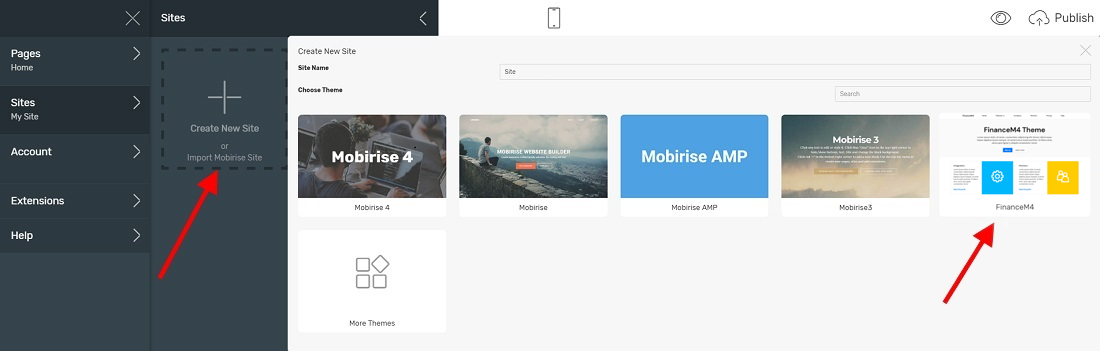 Sites
Publish
Pages
Home
Sites
My Site
Account
Extensions
Help
Create New Site
or
Import Mobirise Site
Create New Site
Site Name
Site
Choose Theme
Search
Mobirise 4
Mobirise 4
MOBIRISE WEBSITE BUILDER
Mobirise
Mobirise AMP
Mobirise AMP
Mobirise 3
Mobirise3
FinanceM4 Theme
FinanceM4
More Themes